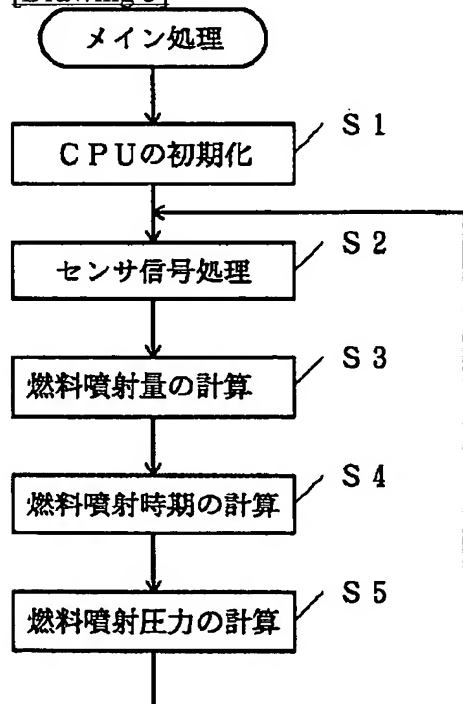 メイン処理
CPUの初期化
S1
センサ信号処理
S2
燃料噴射量の計算
S3
燃料噴射時期の計算
S4
燃料噴射圧力の計算
S5